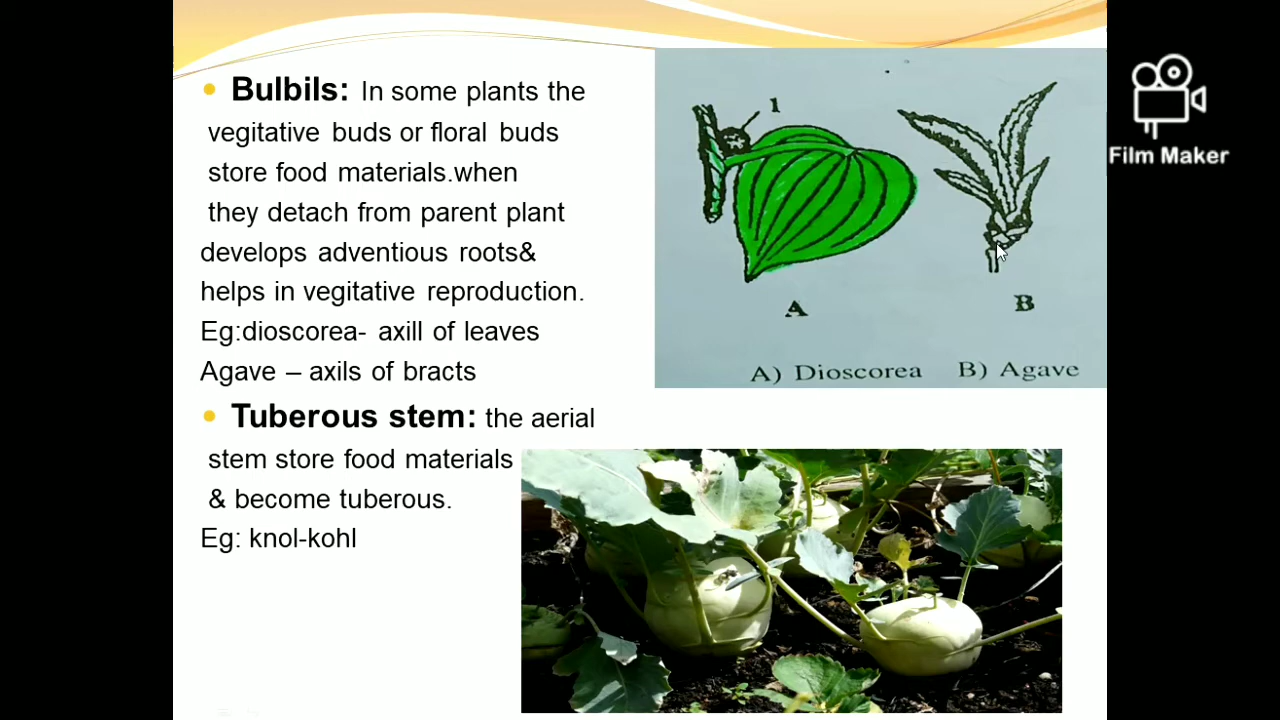 Bulbils: In some plants the
vegitative buds or floral buds
store food materials.when
they detach from parent plant
develops adventious roots&
helps in vegitative reproduction.
Eg:dioscorea- axill of leaves
Agave – axils of bracts
Tuberous stem: the aerial
stem store food materials
& become tuberous.
Eg: knol-kohl
1
A
B
A) Dioscorea B) Agave
Film Maker